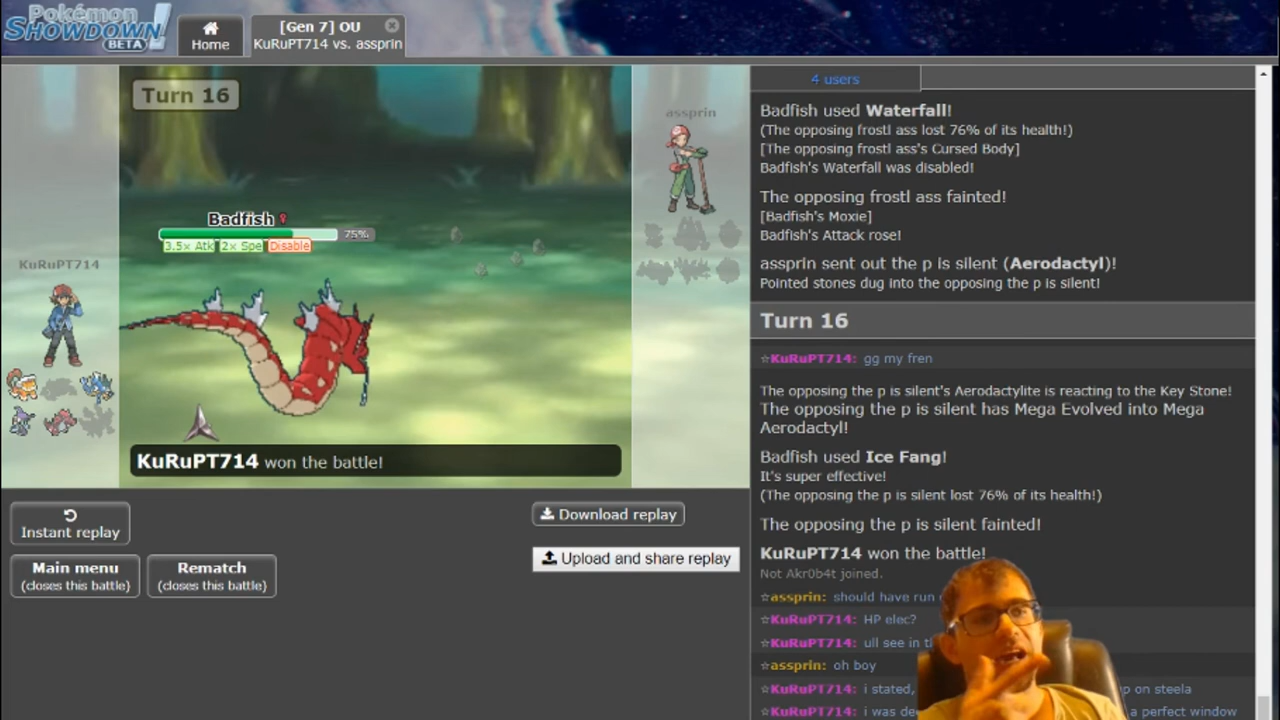 Pokémon
SHOWDOWN!
BETA
Home
[Gen 7] OU
KuRuPT714 vs. assprin
Turn 16
Badfish
75%
3.5× Atk 2× Spe Disable
KuRuPT714
assprin
KuRuPT714 won the battle!
Instant replay
Download replay
Upload and share replay
Main menu
(closes this battle)
Rematch
(closes this battle)
4 users
Badfish used Waterfall!
(The opposing frostl ass lost 76% of its health!)
[The opposing frostl ass's Cursed Body]
Badfish's Waterfall was disabled!
The opposing frostl ass fainted!
[Badfish's Moxie]
Badfish's Attack rose!
assprin sent out the p is silent (Aerodactyl)!
Pointed stones dug into the opposing the p is silent!
Turn 16
☆KuRuPT714: gg my fren
The opposing the p is silent's Aerodactylite is reacting to the Key Stone!
The opposing the p is silent has Mega Evolved into Mega
Aerodactyl!
Badfish used Ice Fang!
It's super effective!
(The opposing the p is silent lost 76% of its health!)
The opposing the p is silent fainted!
KuRuPT714 won the battle!
Not Akr0b4t joined.
☆assprin: should have run
☆KuRuPT714: HP elec?
☆KuRuPT714: ull see in
☆assprin: oh boy
☆KuRuPT714: i stated, on steela
☆KuRuPT714: i was a perfect window